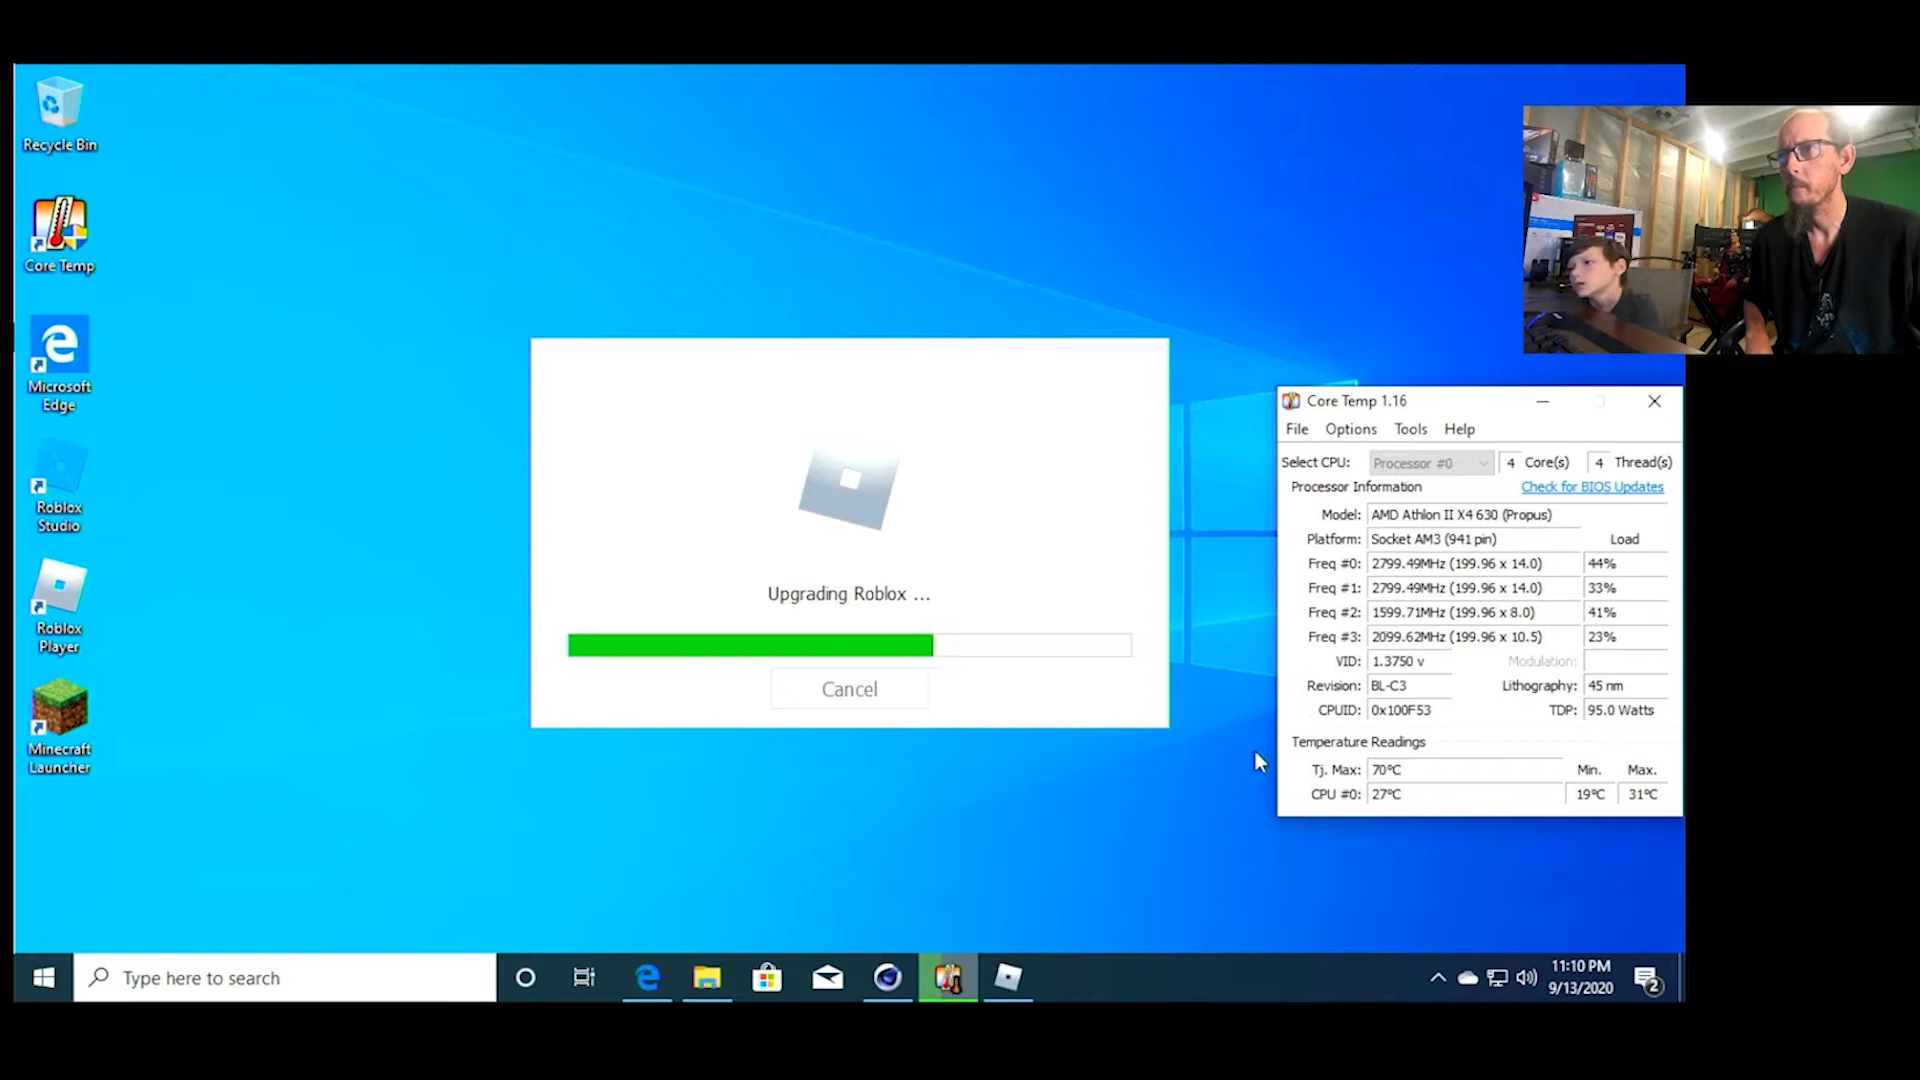 Recycle Bin
Core Temp
Microsoft
Edge
Roblox
Studio
Roblox
Player
Minecraft
Launcher
Upgrading Roblox ...
Cancel
Core Temp 1.16
File Options Tools Help
Select CPU: Processor #0 4 Core(s) 4 Thread(s)
Processor Information Check for BIOS Updates
Model: AMD Athlon II X4 630 (Propus)
Platform: Socket AM3 (941 pin) Load
Freq #0: 2799.49MHz (199.96 x 14.0) 44%
Freq #1: 2799.49MHz (199.96 x 14.0) 33%
Freq #2: 1599.71MHz (199.96 x 8.0) 41%
Freq #3: 2099.62MHz (199.96 x 10.5) 23%
VID: 1.3750 v Modulation:
Revision: BL-C3 Lithography: 45 nm
CPUID: 0x100F53 TDP: 95.0 Watts
Temperature Readings
Tj. Max: 70°C Min. Max.
CPU #0: 27°C 19°C 31°C
Type here to search
11:10 PM
9/13/2020
2